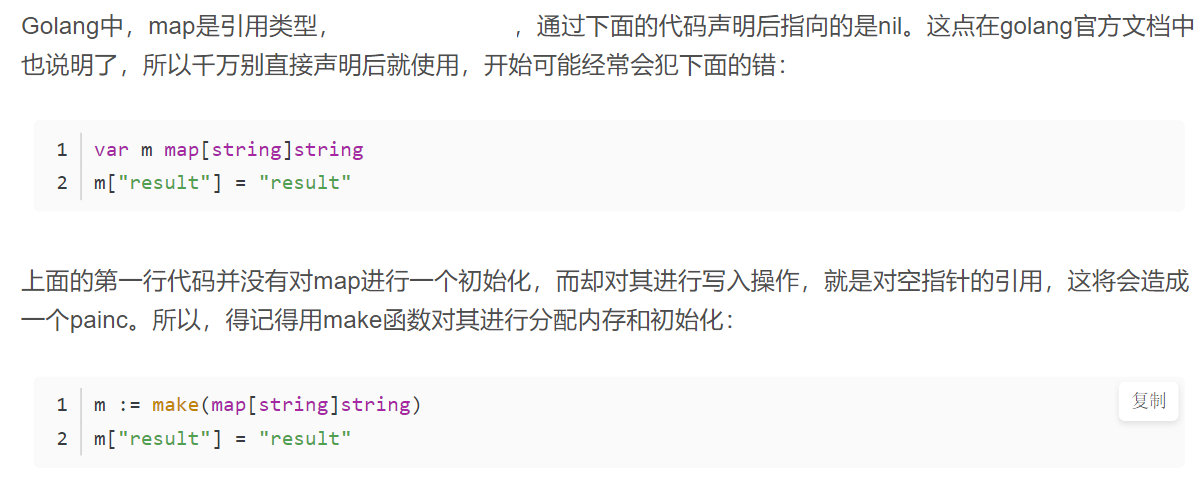 Golang中，map是引用类型， ，通过下面的代码声明后指向的是nil。这点在golang官方文档中
也说明了，所以千万别直接声明后就使用，开始可能经常会犯下面的错：
1 var m map[string]string
2 m["result"] = "result"
上面的第一行代码并没有对map进行一个初始化，而却对其进行写入操作，就是对空指针的引用，这将会造成
一个painc。所以，得记得用make函数对其进行分配内存和初始化：
1 m := make(map[string]string)
复制
2 m["result"] = "result"